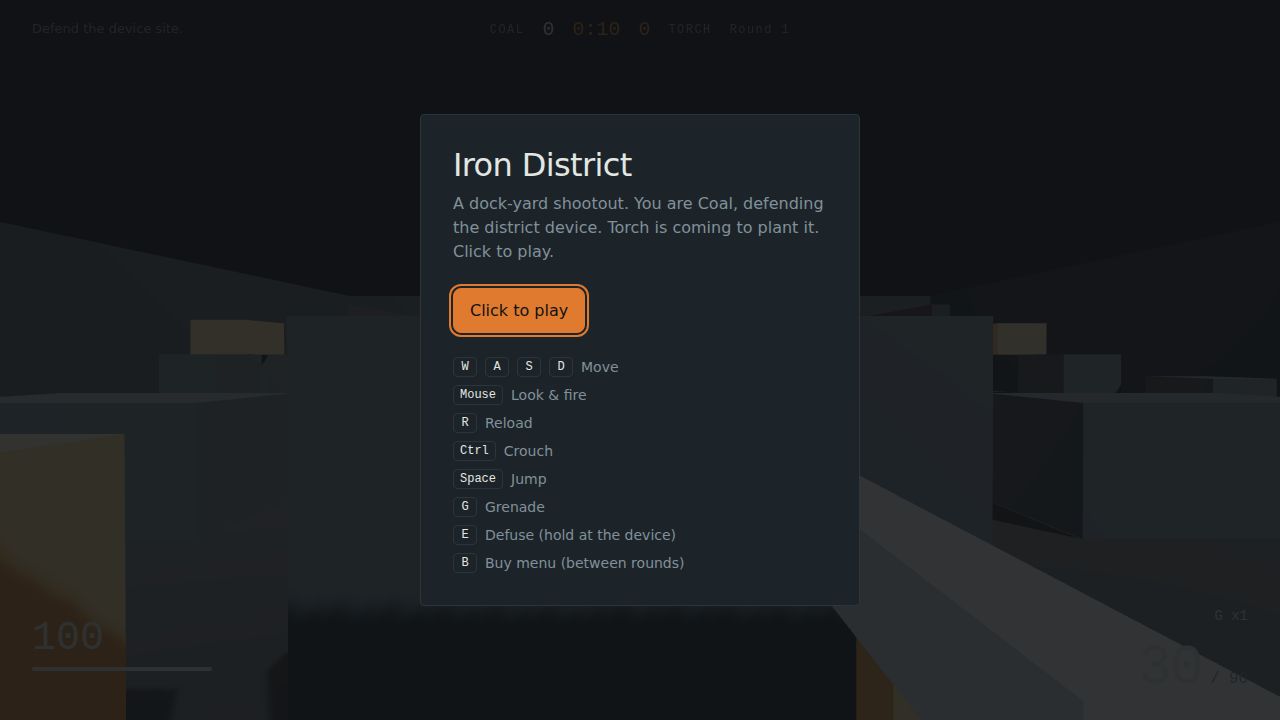 Defend the device site.
COAL 0 0:10 0 TORCH Round 1
Iron District
A dock-yard shootout. You are Coal, defending
the district device. Torch is coming to plant it.
Click to play.
Click to play
W A S D Move
Mouse Look & fire
R Reload
Ctrl Crouch
Space Jump
G Grenade
E Defuse (hold at the device)
B Buy menu (between rounds)
100
G x1
30 / 90